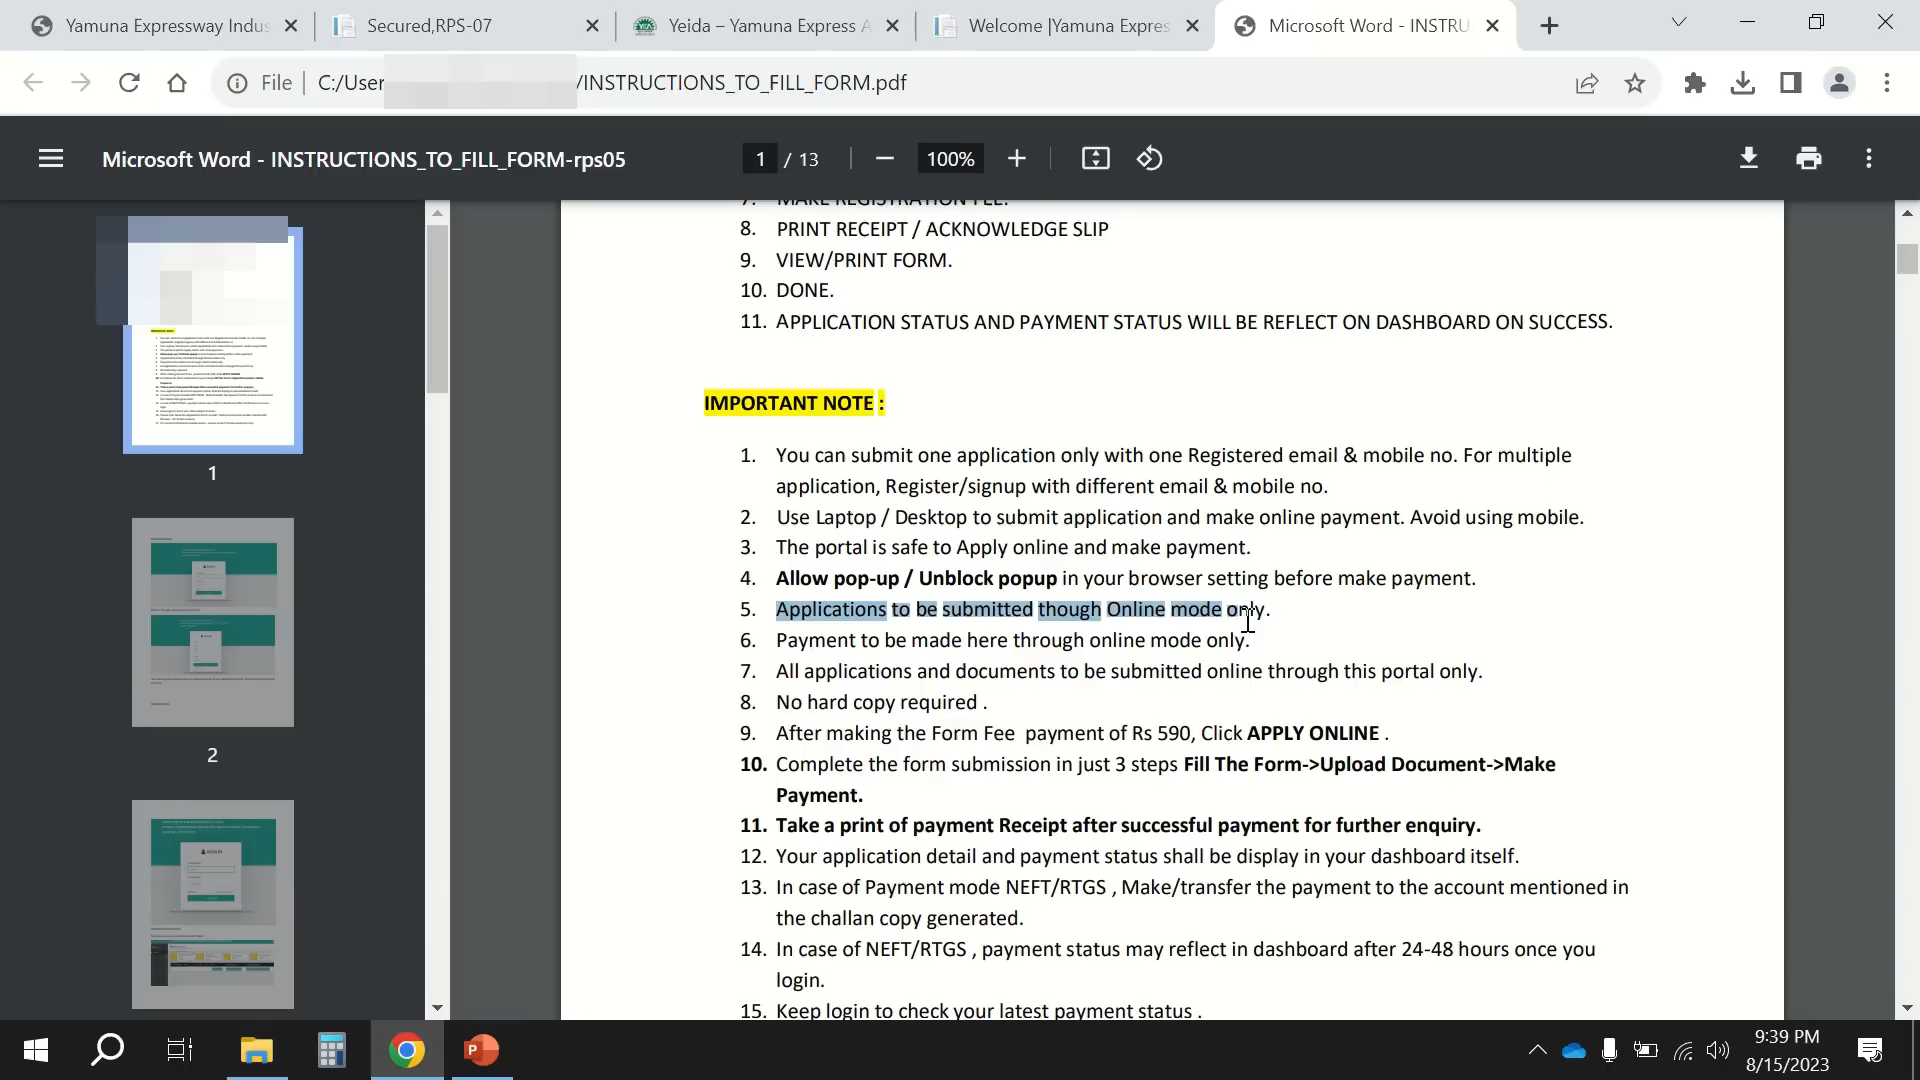 Yamuna Expressway Indus
Secured,RPS-07
Yeida – Yamuna Express A
Welcome |Yamuna Expres
Microsoft Word - INSTRU
File
C:/User
/INSTRUCTIONS_TO_FILL_FORM.pdf
Microsoft Word - INSTRUCTIONS_TO_FILL_FORM-rps05
1 / 13
100%
7. MAKE REGISTRATION FEE.
8. PRINT RECEIPT / ACKNOWLEDGE SLIP
9. VIEW/PRINT FORM.
10. DONE.
11. APPLICATION STATUS AND PAYMENT STATUS WILL BE REFLECT ON DASHBOARD ON SUCCESS.
IMPORTANT NOTE :
1. You can submit one application only with one Registered email & mobile no. For multiple
application, Register/signup with different email & mobile no.
2. Use Laptop / Desktop to submit application and make online payment. Avoid using mobile.
3. The portal is safe to Apply online and make payment.
4. Allow pop-up / Unblock popup in your browser setting before make payment.
5. Applications to be submitted though Online mode only.
6. Payment to be made here through online mode only.
7. All applications and documents to be submitted online through this portal only.
8. No hard copy required .
9. After making the Form Fee payment of Rs 590, Click APPLY ONLINE .
10. Complete the form submission in just 3 steps Fill The Form->Upload Document->Make
Payment.
11. Take a print of payment Receipt after successful payment for further enquiry.
12. Your application detail and payment status shall be display in your dashboard itself.
13. In case of Payment mode NEFT/RTGS , Make/transfer the payment to the account mentioned in
the challan copy generated.
14. In case of NEFT/RTGS , payment status may reflect in dashboard after 24-48 hours once you
login.
15. Keep login to check your latest payment status .
1
2
9:39 PM
8/15/2023